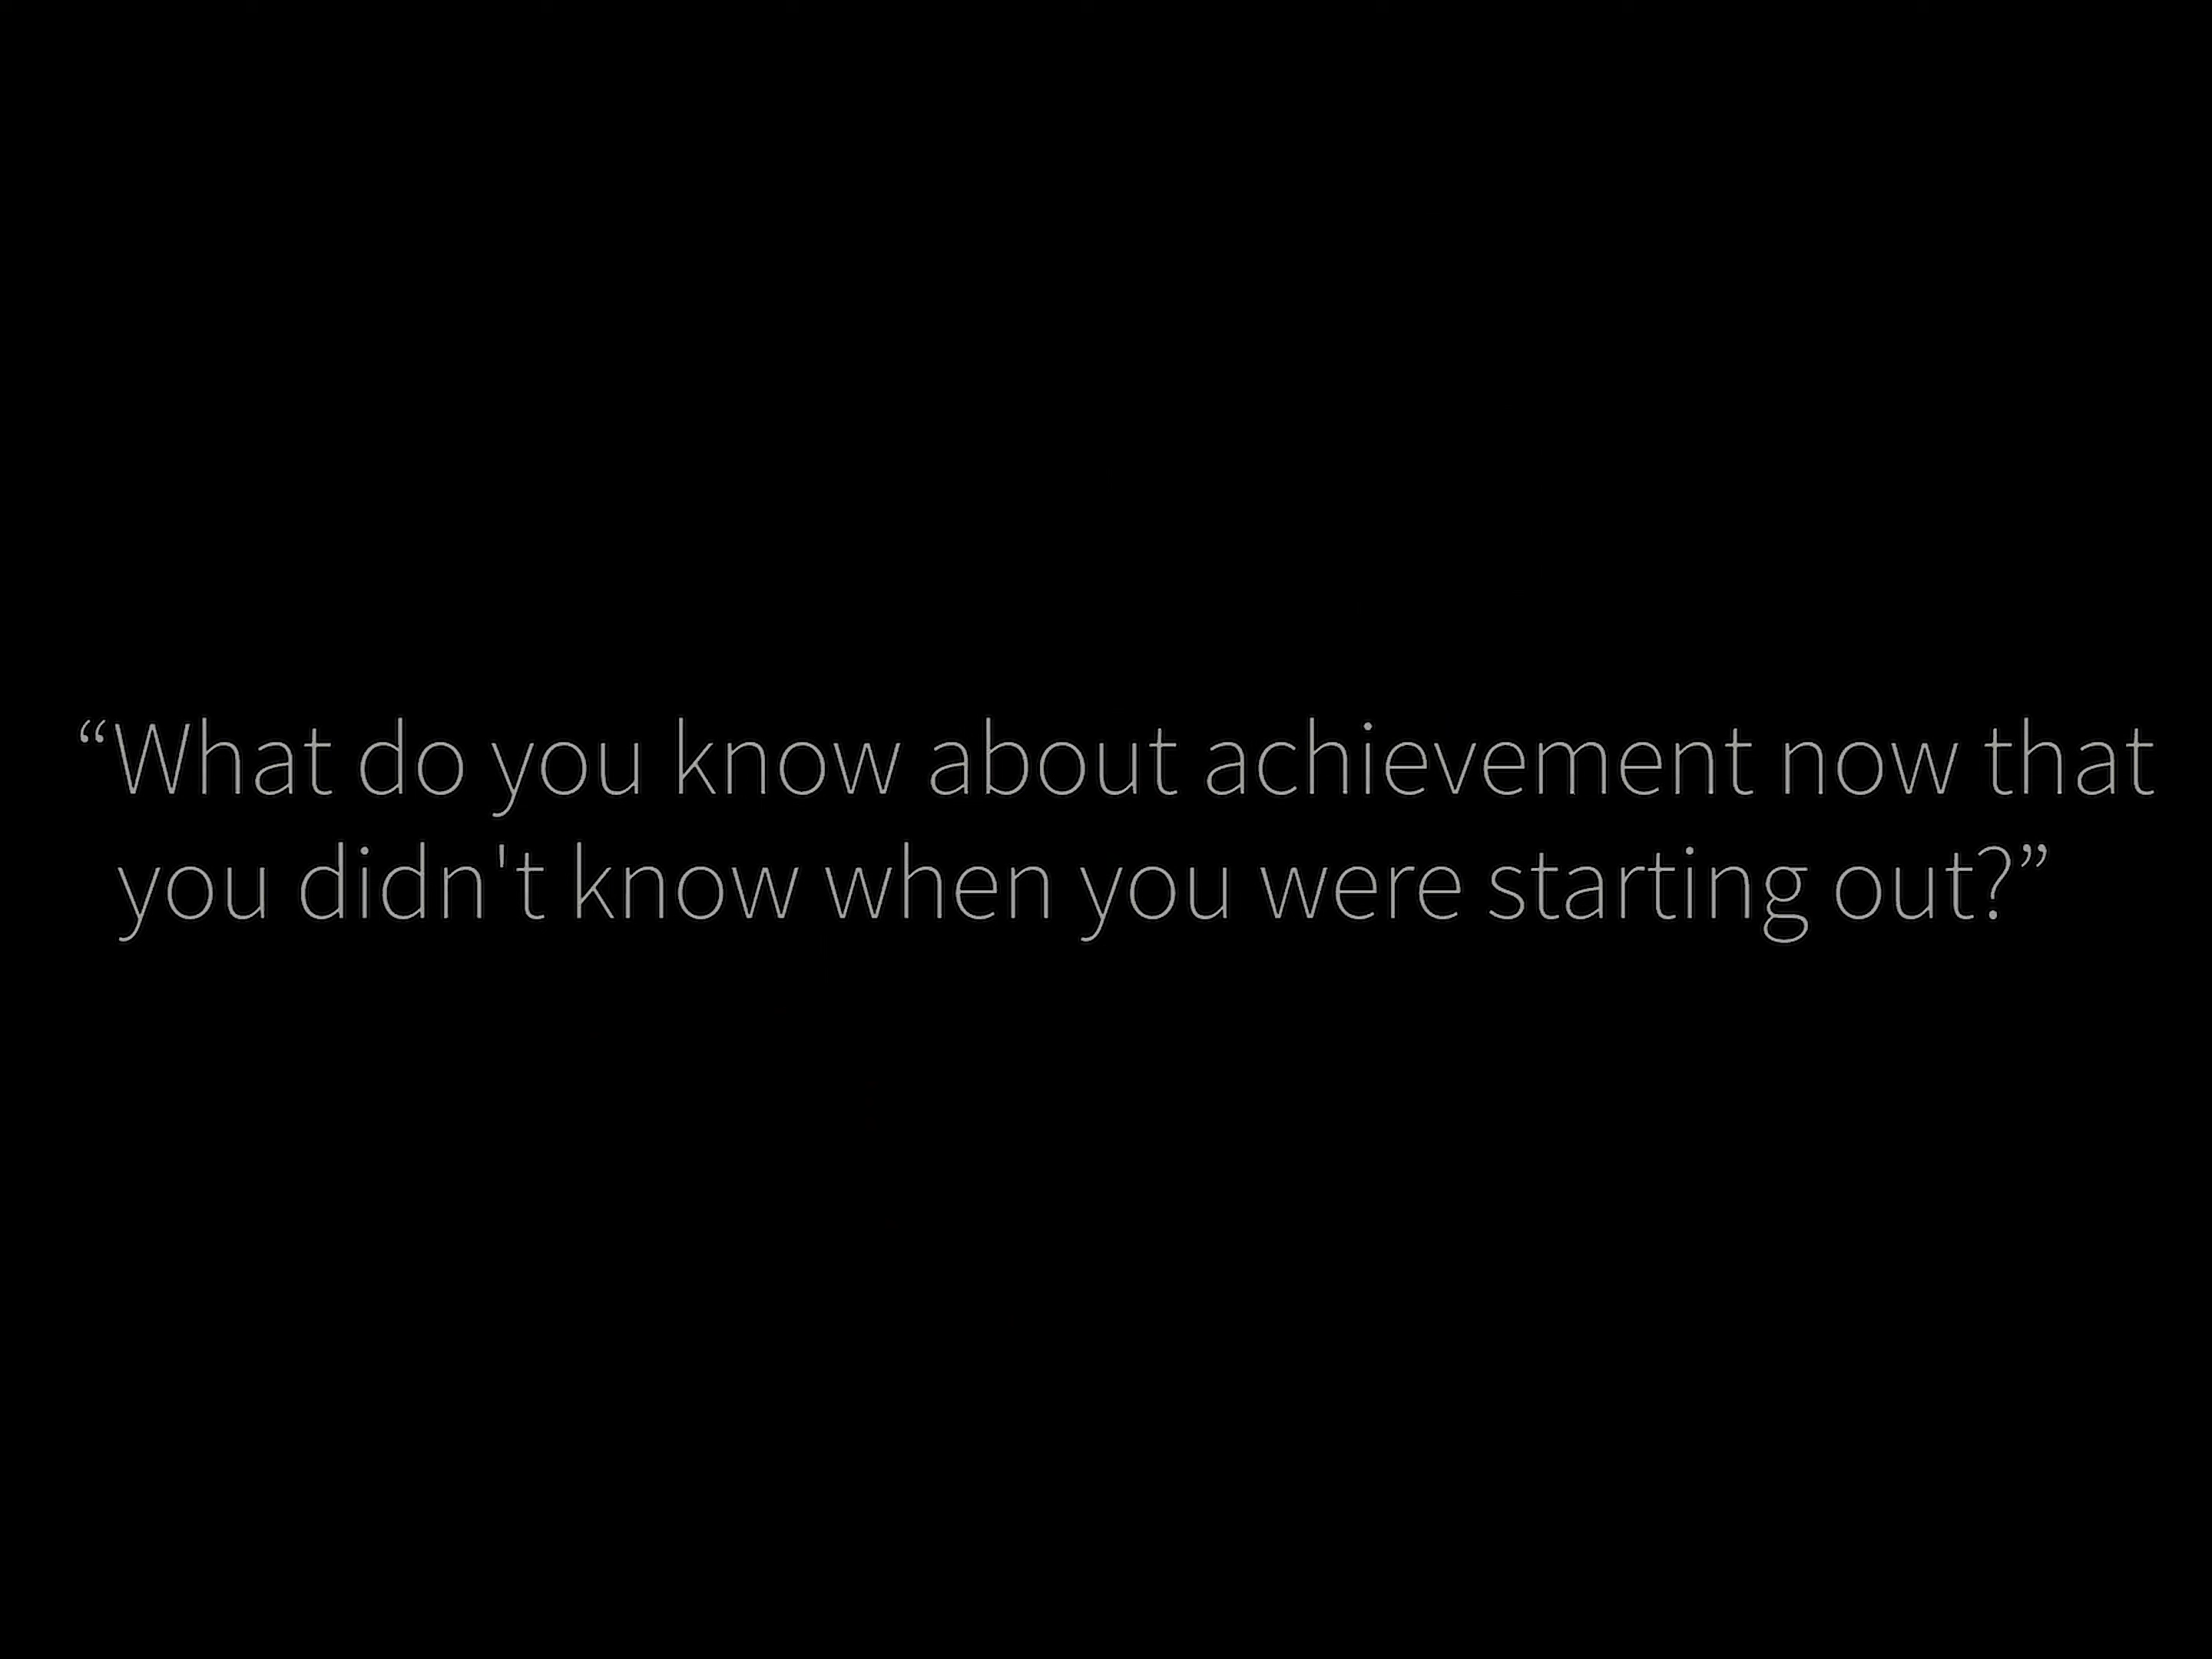 “What do you know about achievement now that
you didn't know when you were starting out?”